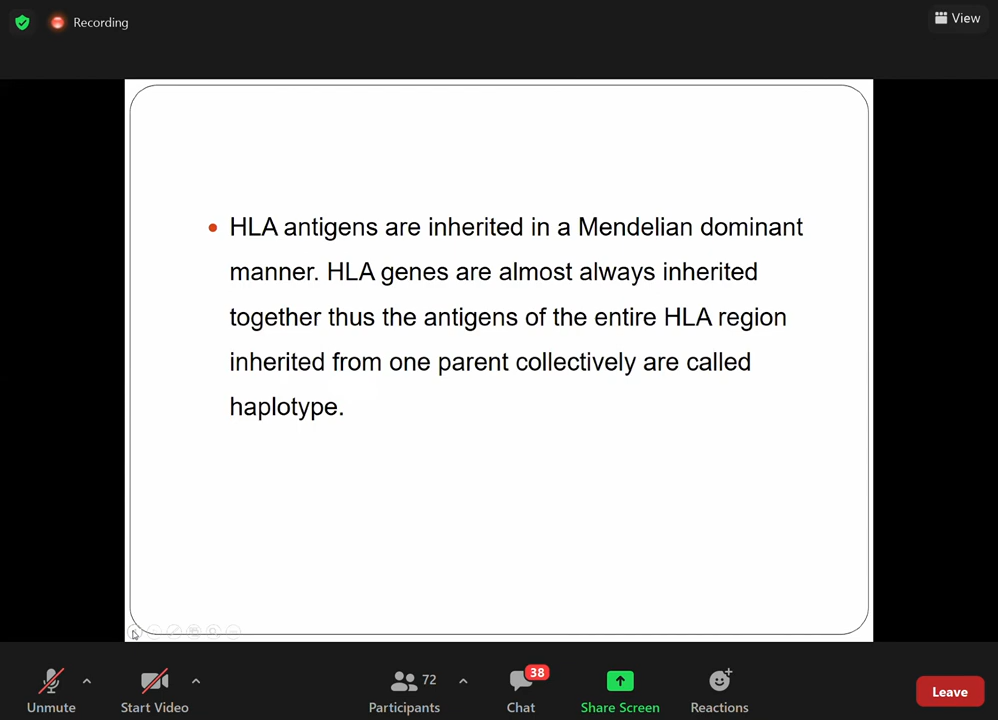 Recording
View
HLA antigens are inherited in a Mendelian dominant
manner. HLA genes are almost always inherited
together thus the antigens of the entire HLA region
inherited from one parent collectively are called
haplotype.
Unmute
Start Video
72
Participants
38
Chat
Share Screen
Reactions
Leave